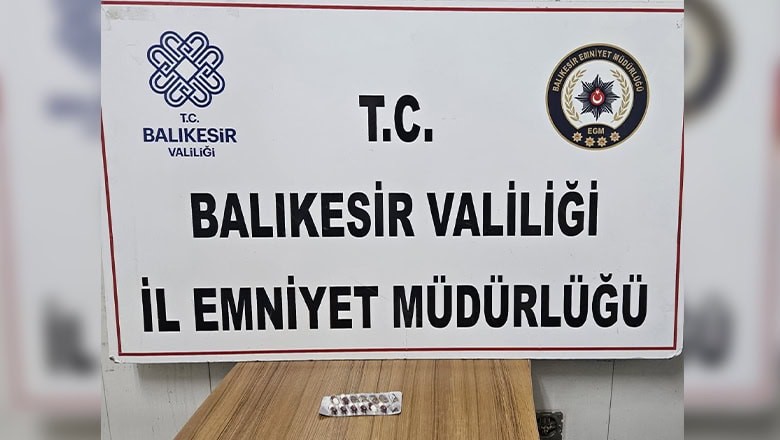 T.C.
BALIKESİR
VALİLİĞİ
BALIKESİR EMNİYET MÜDÜRLÜĞÜ
EGM
T.C.
BALIKESİR VALİLİĞİ
İL EMNİYET MÜDÜRLÜĞÜ